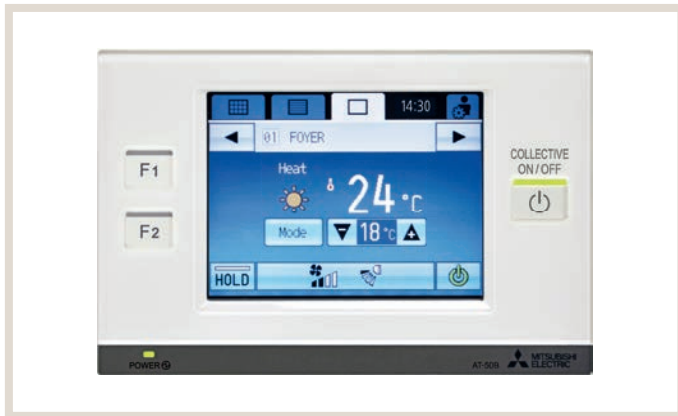 14:30
01 FOYER
F1
Heat
24°C
COLLECTIVE
ON/OFF
F2
Mode
18°C
HOLD
POWER
AT-50B
MITSUBISHI
ELECTRIC